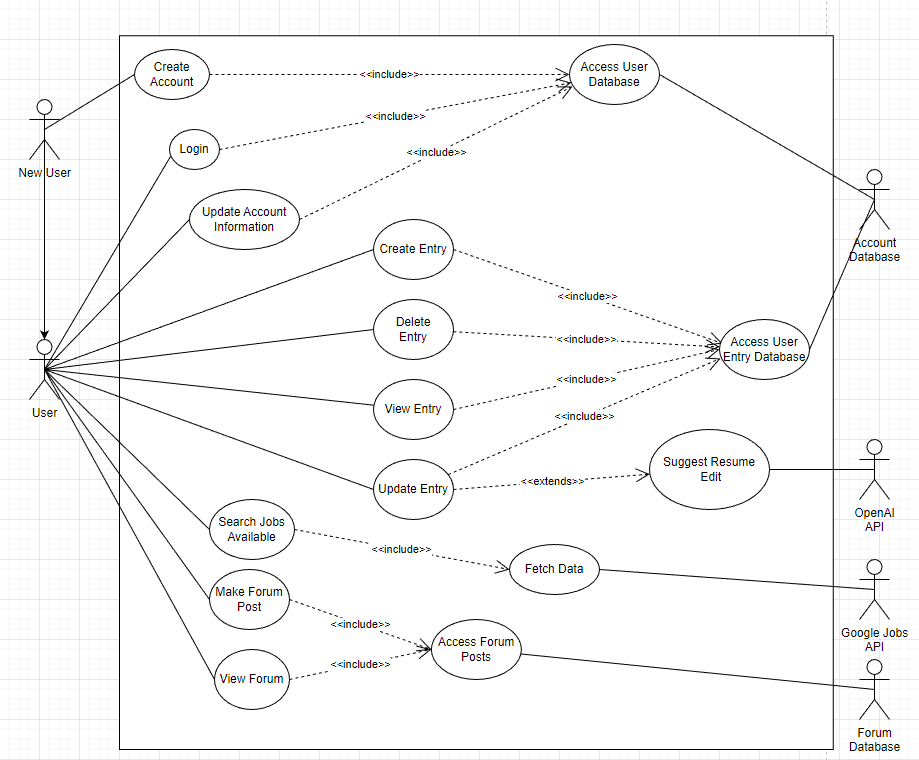 Create
Account
<<include>>
Access User
Database
<<include>>
Login
<<include>>
New User
Update Account
Information
Account
Database
Create Entry
<<include>>
Delete
Entry
<<include>>
Access User
Entry Database
<<include>>
User
View Entry
<<include>>
Suggest Resume
Edit
Update Entry
<<extends>>
OpenAI
API
Search Jobs
Available
<<include>>
Fetch Data
Make Forum
Post
<<include>>
Google Jobs
API
Access Forum
Posts
<<include>>
View Forum
Forum
Database